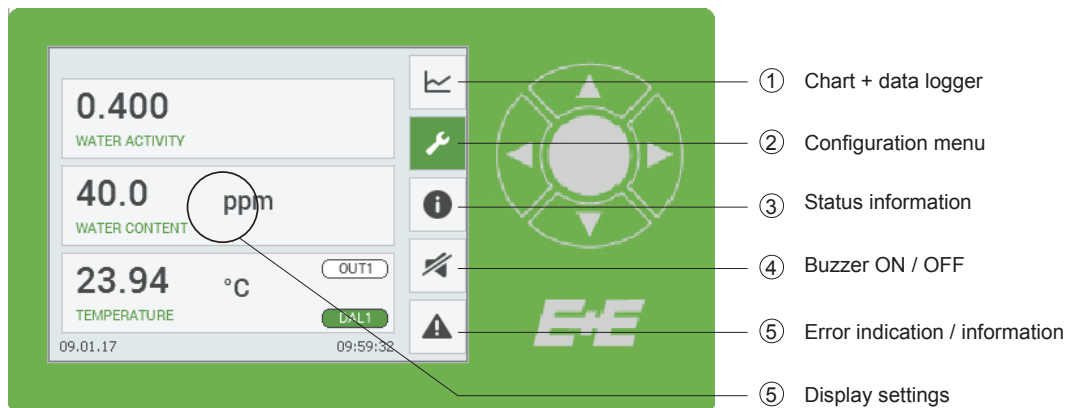 0.400
WATER ACTIVITY
40.0 ppm
WATER CONTENT
23.94 °C OUT1
TEMPERATURE DAL1
09.01.17 09:59:32
E+E
① Chart + data logger
② Configuration menu
③ Status information
④ Buzzer ON / OFF
⑤ Error indication / information
⑤ Display settings